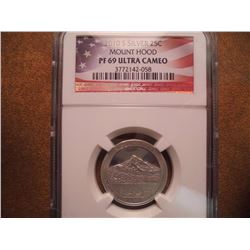 2010 S SILVER 25C
MOUNT HOOD
PF 69 ULTRA CAMEO
3772142-058